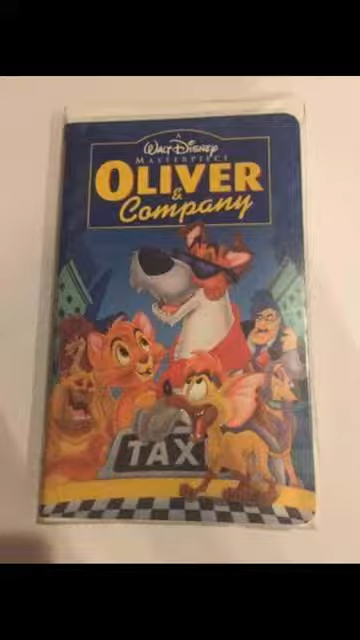 A
WALT DISNEY
MASTERPIECE
OLIVER
&
Company
TAXI